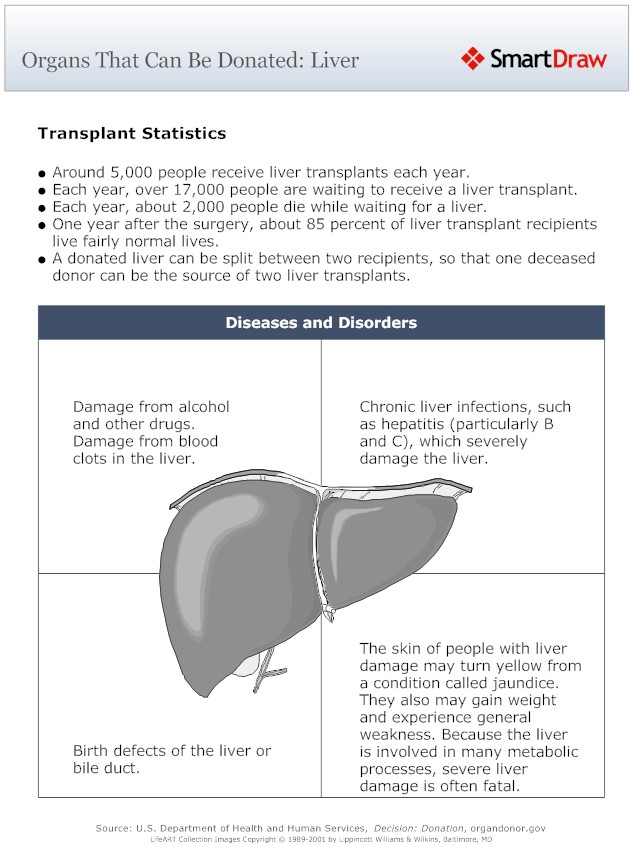 Organs That Can Be Donated: Liver
SmartDraw
Transplant Statistics
● Around 5,000 people receive liver transplants each year.
● Each year, over 17,000 people are waiting to receive a liver transplant.
● Each year, about 2,000 people die while waiting for a liver.
● One year after the surgery, about 85 percent of liver transplant recipients
live fairly normal lives.
● A donated liver can be split between two recipients, so that one deceased
donor can be the source of two liver transplants.
Diseases and Disorders
Damage from alcohol
and other drugs.
Damage from blood
clots in the liver.
Chronic liver infections, such
as hepatitis (particularly B
and C), which severely
damage the liver.
Birth defects of the liver or
bile duct.
The skin of people with liver
damage may turn yellow from
a condition called jaundice.
They also may gain weight
and experience general
weakness. Because the liver
is involved in many metabolic
processes, severe liver
damage is often fatal.
Source: U.S. Department of Health and Human Services, Decision: Donation, organdonor.gov
LifeART Collection Images Copyright © 1989-2001 by Lippincott Williams & Wilkins, Baltimore, MD